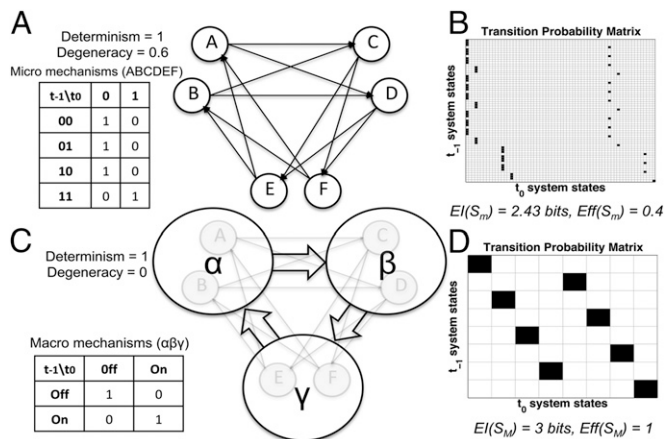 A
Determinism = 1
Degeneracy = 0.6
Micro mechanisms (ABCDEF)
t-1\t0 0 1
00 1 0
01 1 0
10 1 0
11 0 1
A
C
B
D
E
F
B
Transition Probability Matrix
t−1 system states
t0 system states
EI(Sm) = 2.43 bits, Eff(Sm) = 0.4
C
Determinism = 1
Degeneracy = 0
Macro mechanisms (αβγ)
t-1\t0 0ff On
Off 1 0
On 0 1
A
α
B
C
β
D
E
γ
F
D
Transition Probability Matrix
t−1 system states
t0 system states
EI(SM) = 3 bits, Eff(SM) = 1